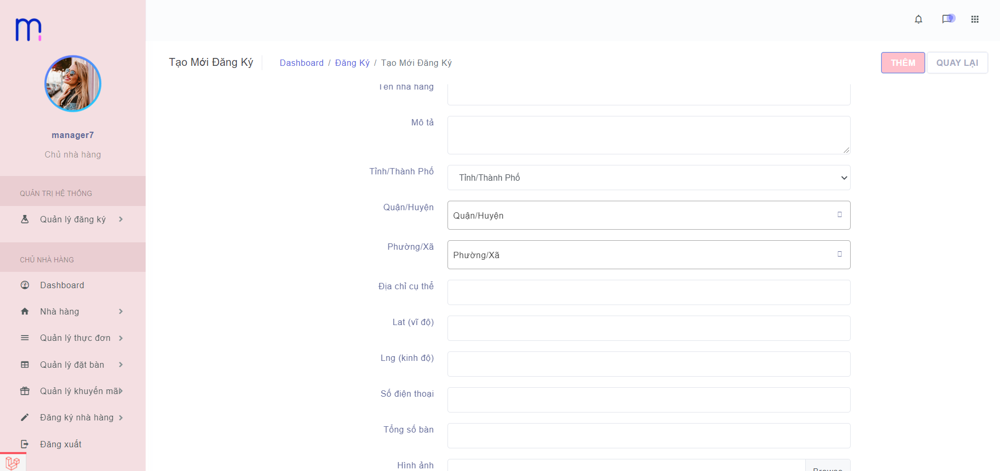 m
manager7
Chủ nhà hàng
QUẢN TRỊ HỆ THỐNG
Quản lý đăng ký
CHỦ NHÀ HÀNG
Dashboard
Nhà hàng
Quản lý thực đơn
Quản lý đặt bàn
Quản lý khuyến mãi
Đăng ký nhà hàng
Đăng xuất
Tạo Mới Đăng Ký
Dashboard / Đăng Ký / Tạo Mới Đăng Ký
THÊM
QUAY LẠI
Tên nhà hàng
Mô tả
Tỉnh/Thành Phố
Tỉnh/Thành Phố
Quận/Huyện
Quận/Huyện
Phường/Xã
Phường/Xã
Địa chỉ cụ thể
Lat (vĩ độ)
Lng (kinh độ)
Số điện thoại
Tổng số bàn
Hình ảnh
Browse